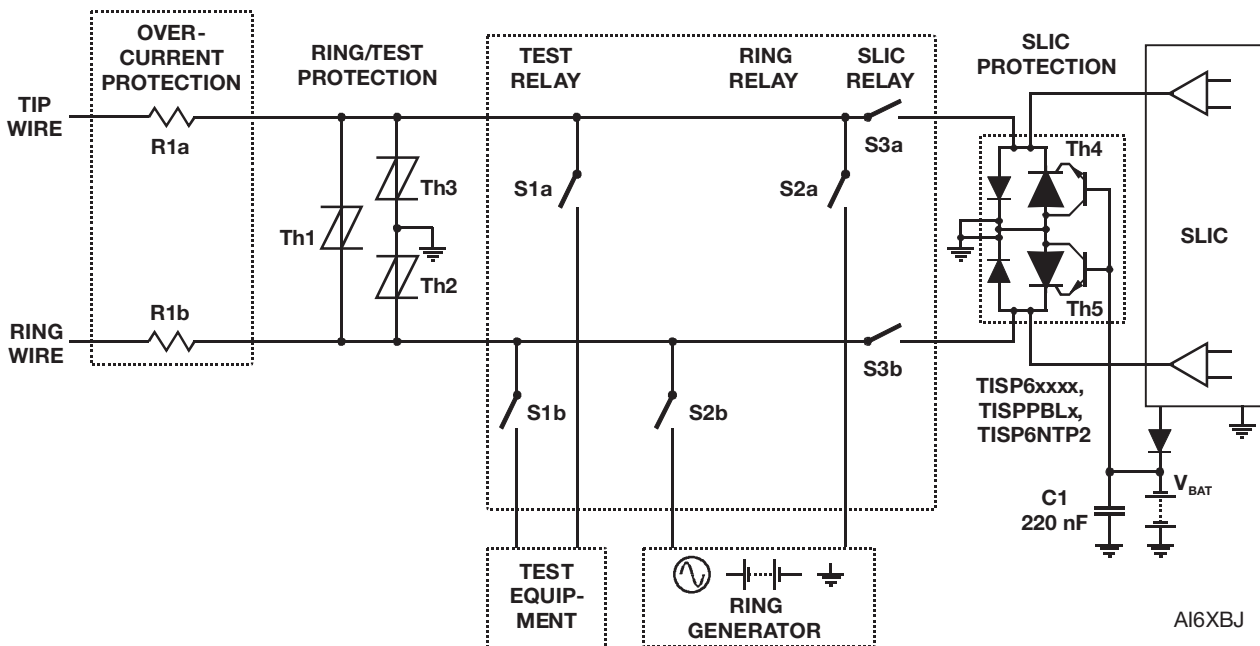 OVER-
CURRENT
PROTECTION
RING/TEST
PROTECTION
TEST
RELAY
RING
RELAY
SLIC
RELAY
SLIC
PROTECTION
TIP
WIRE
R1a
S3a
Th4
Th3
S1a
S2a
Th1
SLIC
Th2
R1b
Th5
RING
WIRE
S3b
S1b
S2b
TISP6xxxx,
TISPPBLx,
TISP6NTP2
C1
220 nF
VBAT
TEST
EQUIP-
MENT
RING
GENERATOR
AI6XBJ